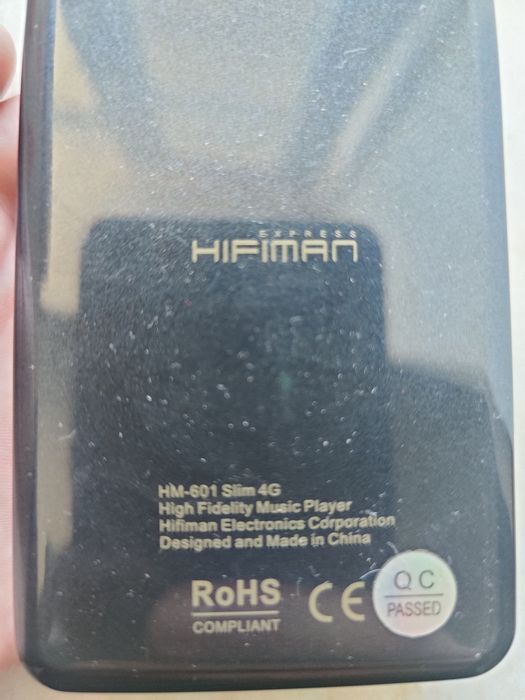 EXPRESS
HIFIMAN
HM-601 Slim 4G
High Fidelity Music Player
Hifiman Electronics Corporation
Designed and Made in China
RoHS
COMPLIANT
CE
QC
PASSED